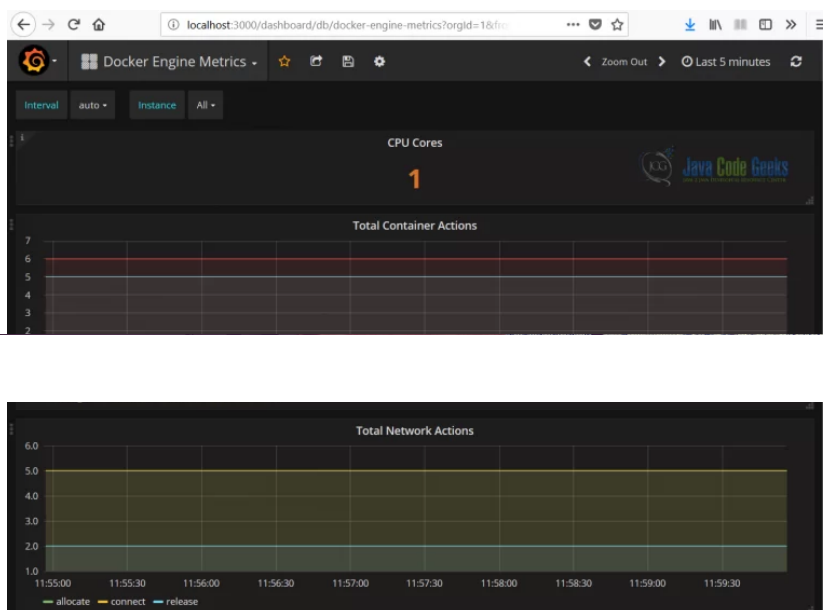 localhost:3000/dashboard/db/docker-engine-metrics?orgId=1&fro
Docker Engine Metrics
Zoom Out
Last 5 minutes
Interval auto Instance All
CPU Cores
1
JCG Java Code Geeks
Total Container Actions
7
6
5
4
3
2
Total Network Actions
6.0
5.0
4.0
3.0
2.0
1.0
11:55:00 11:55:30 11:56:00 11:56:30 11:57:00 11:57:30 11:58:00 11:58:30 11:59:00 11:59:30
allocate connect release